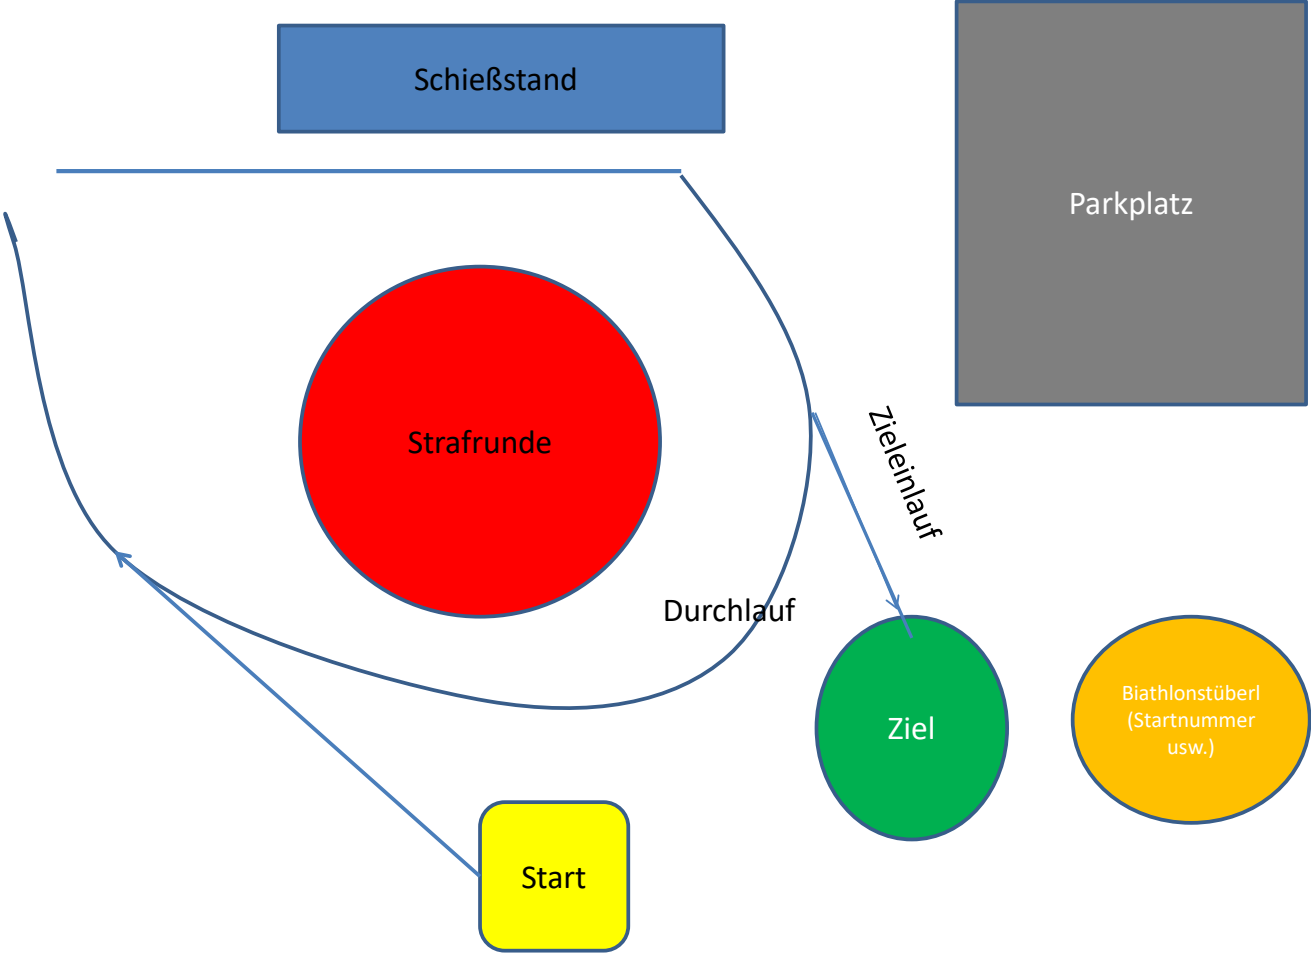 Schießstand
Parkplatz
Strafrunde
Zieleinlauf
Durchlauf
Ziel
Biathlonstüberl
(Startnummer
usw.)
Start